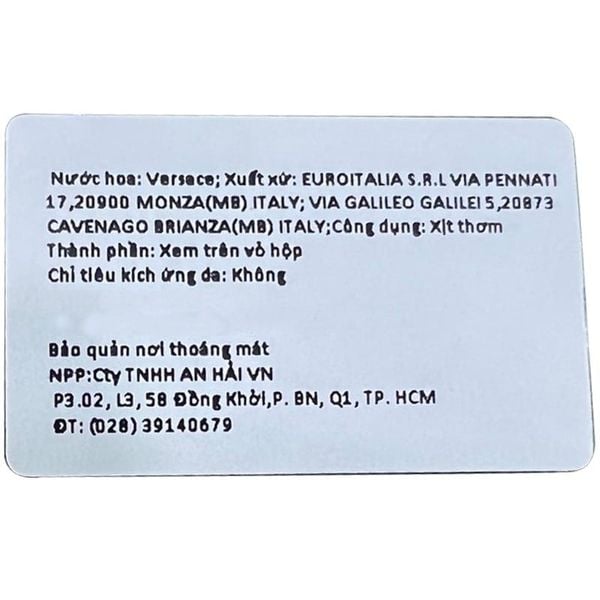 Nước hoa: Versace; Xuất xứ: EUROITALIA S.R.L VIA PENNATI
17,20900 MONZA(MB) ITALY; VIA GALILEO GALILEI 5,20873
CAVENAGO BRIANZA(MB) ITALY;Công dụng: Xịt thơm
Thành phần: Xem trên vỏ hộp
Chỉ tiêu kích ứng da: Không
Bảo quản nơi thoáng mát
NPP:Cty TNHH AN HẢI VN
P3.02, L3, 58 Đồng Khởi,P. BN, Q1, TP. HCM
ĐT: (028) 39140679